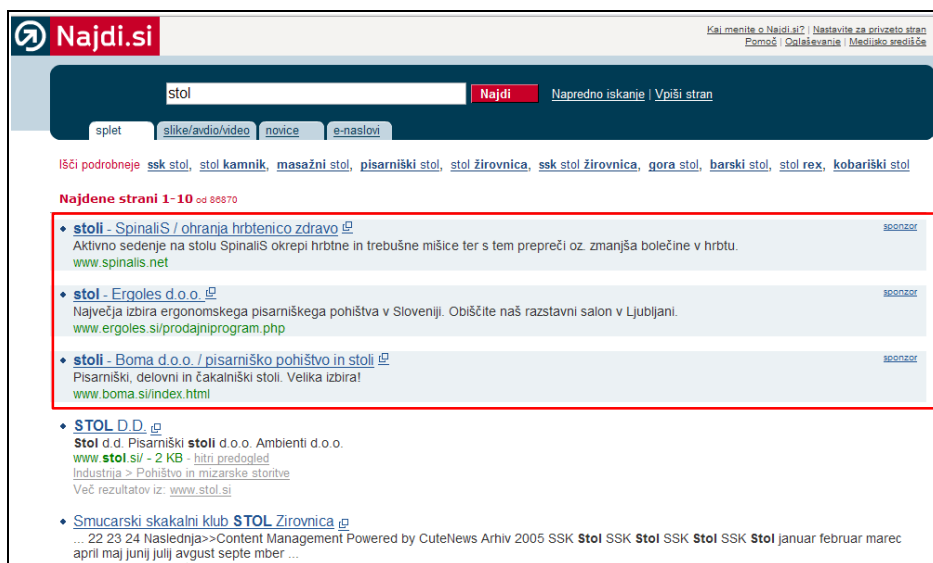 Najdi.si
Kaj menite o Najdi.si? | Nastavite za privzeto stran
Pomoč | Oglaševanje | Medijsko središče
stol Najdi Napredno iskanje | Vpiši stran
splet slike/avdio/video novice e-naslovi
Išči podrobneje ssk stol, stol kamnik, masažni stol, pisarniški stol, stol žirovnica, ssk stol žirovnica, gora stol, barski stol, stol rex, kobariški stol
Najdene strani 1-10 od 86870
stoli - SpinaliS / ohranja hrbtenico zdravo sponzor
Aktivno sedenje na stolu SpinaliS okrepi hrbtne in trebušne mišice ter s tem prepreči oz. zmanjša bolečine v hrbtu.
www.spinalis.net
stol - Ergoles d.o.o. sponzor
Največja izbira ergonomskega pisarniškega pohištva v Sloveniji. Obiščite naš razstavni salon v Ljubljani.
www.ergoles.si/prodajniprogram.php
stoli - Boma d.o.o. / pisarniško pohištvo in stoli sponzor
Pisarniški, delovni in čakalniški stoli. Velika izbira!
www.boma.si/index.html
STOL D.D.
Stol d.d. Pisarniški stoli d.o.o. Ambienti d.o.o.
www.stol.si/ - 2 KB - hitri predogled
Industrija > Pohištvo in mizarske storitve
Več rezultatov iz: www.stol.si
Smucarski skakalni klub STOL Zirovnica
... 22 23 24 Naslednja>>Content Management Powered by CuteNews Arhiv 2005 SSK Stol SSK Stol SSK Stol SSK Stol januar februar marec
april maj junij julij avgust septe mber ...